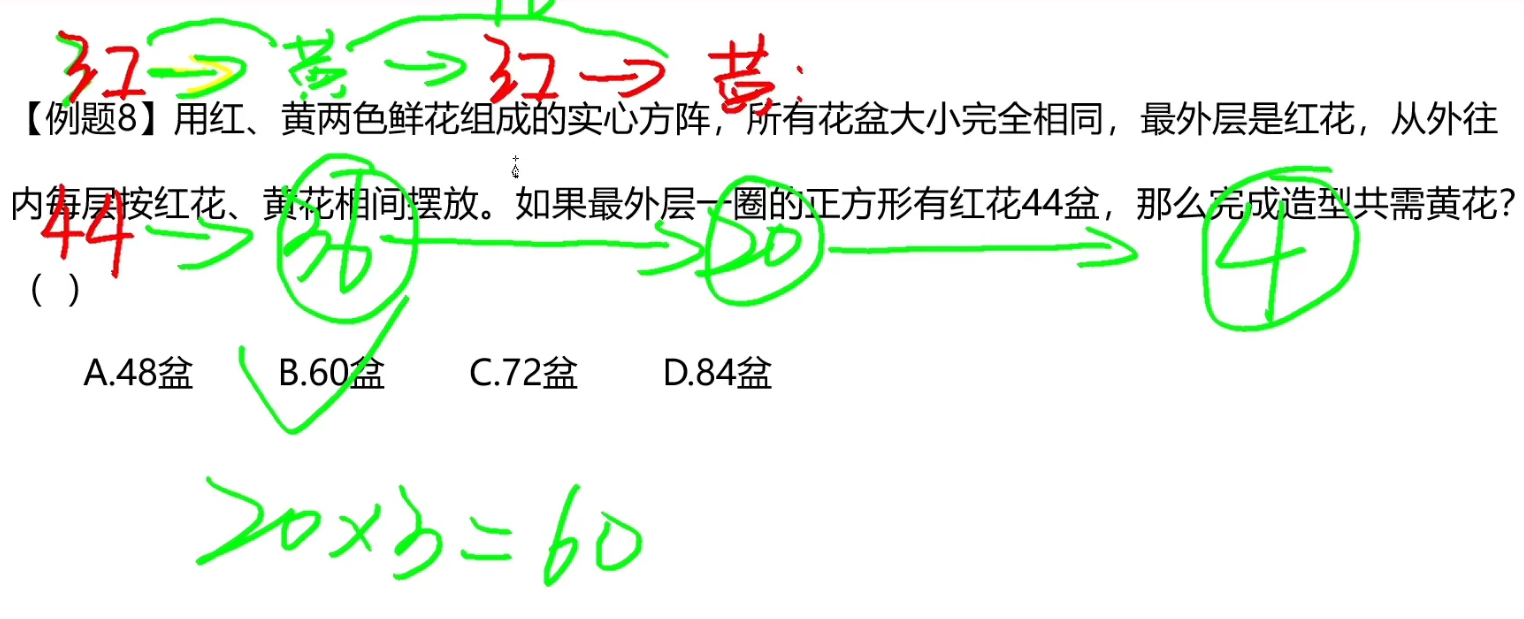 红 → 黄 → 红 → 黄
【例题8】用红、黄两色鲜花组成的实心方阵，所有花盆大小完全相同，最外层是红花，从外往
内每层按红花、黄花相间摆放。如果最外层一圈的正方形有红花44盆，那么完成造型共需黄花？
44 → 36 → 20 → 4
（ ）
A.48盆 B.60盆 C.72盆 D.84盆
20×3=60